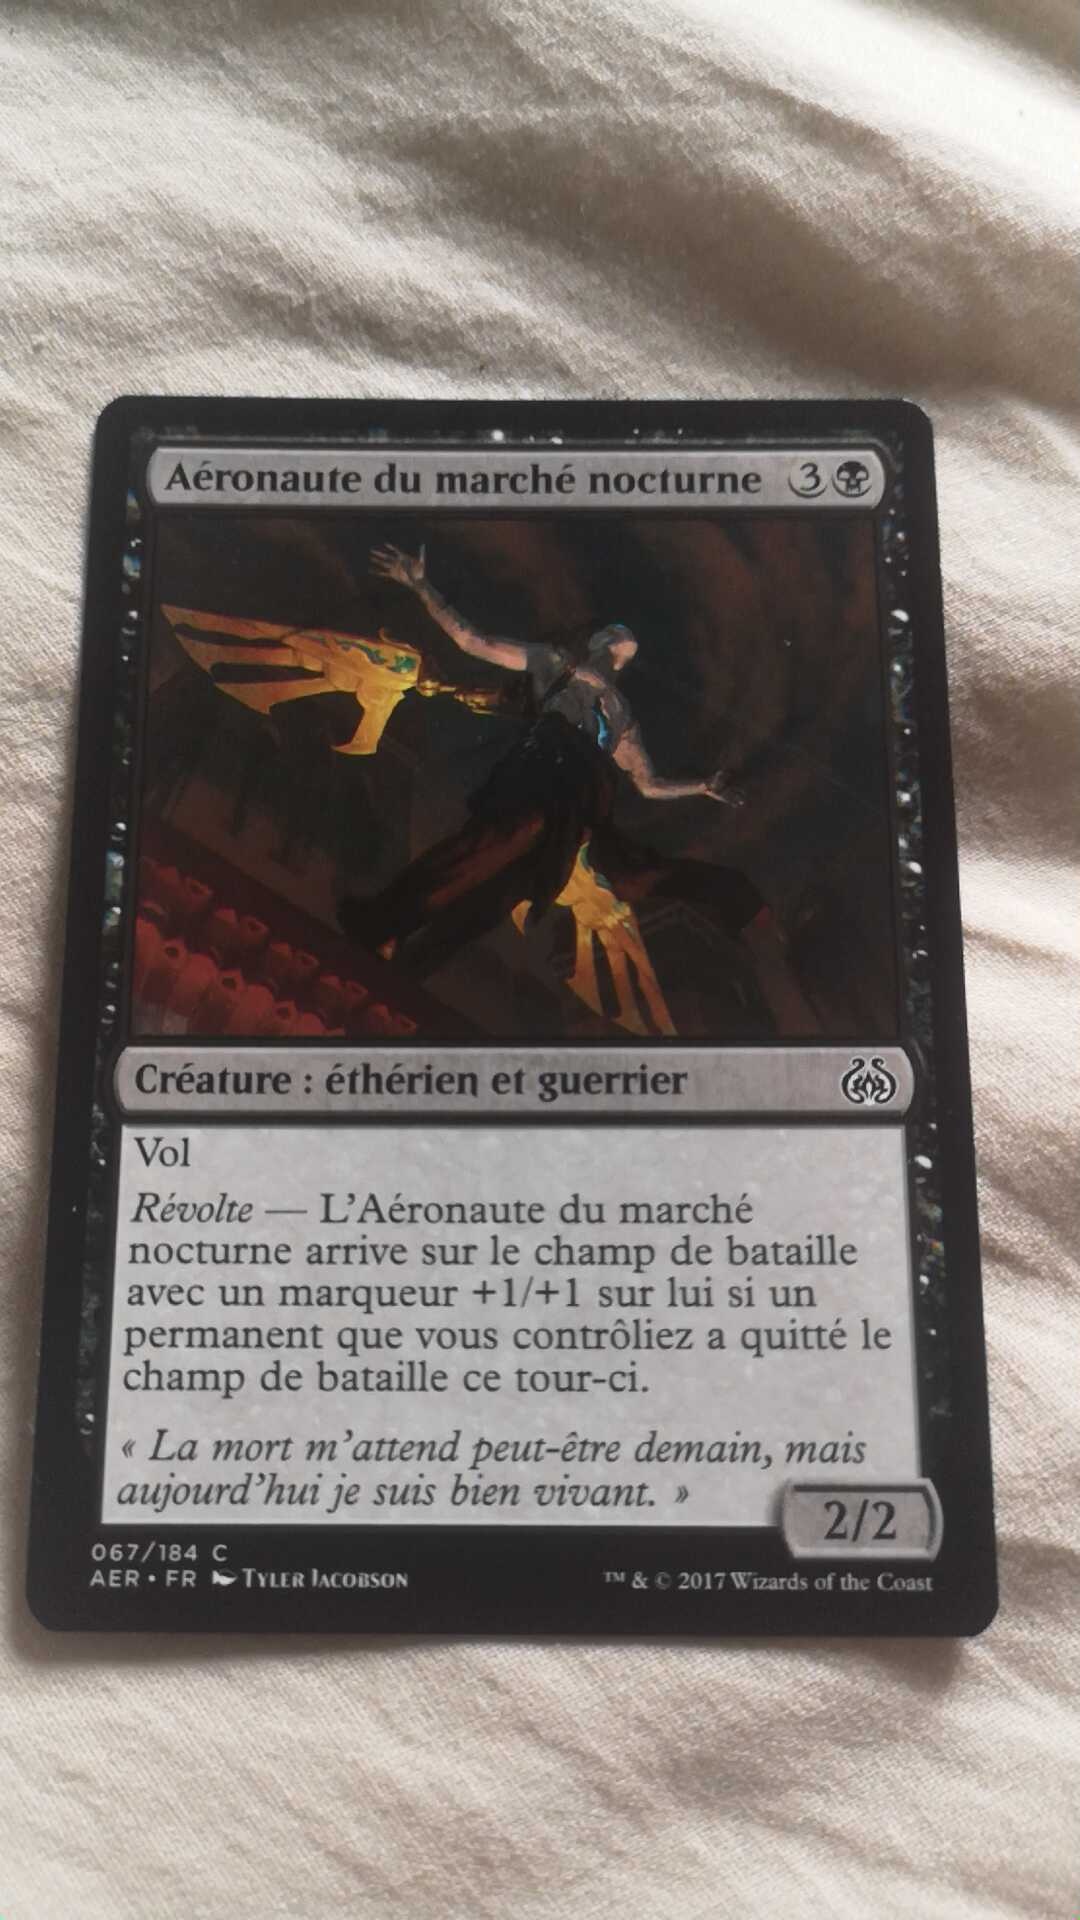 Aéronaute du marché nocturne 3
Créature : éthérien et guerrier
Vol
Révolte — L'Aéronaute du marché
nocturne arrive sur le champ de bataille
avec un marqueur +1/+1 sur lui si un
permanent que vous contrôliez a quitté le
champ de bataille ce tour-ci.
« La mort m'attend peut-être demain, mais
aujourd'hui je suis bien vivant. »
2/2
067/184 C
AER • FR Tyler Jacobson
™ & © 2017 Wizards of the Coast